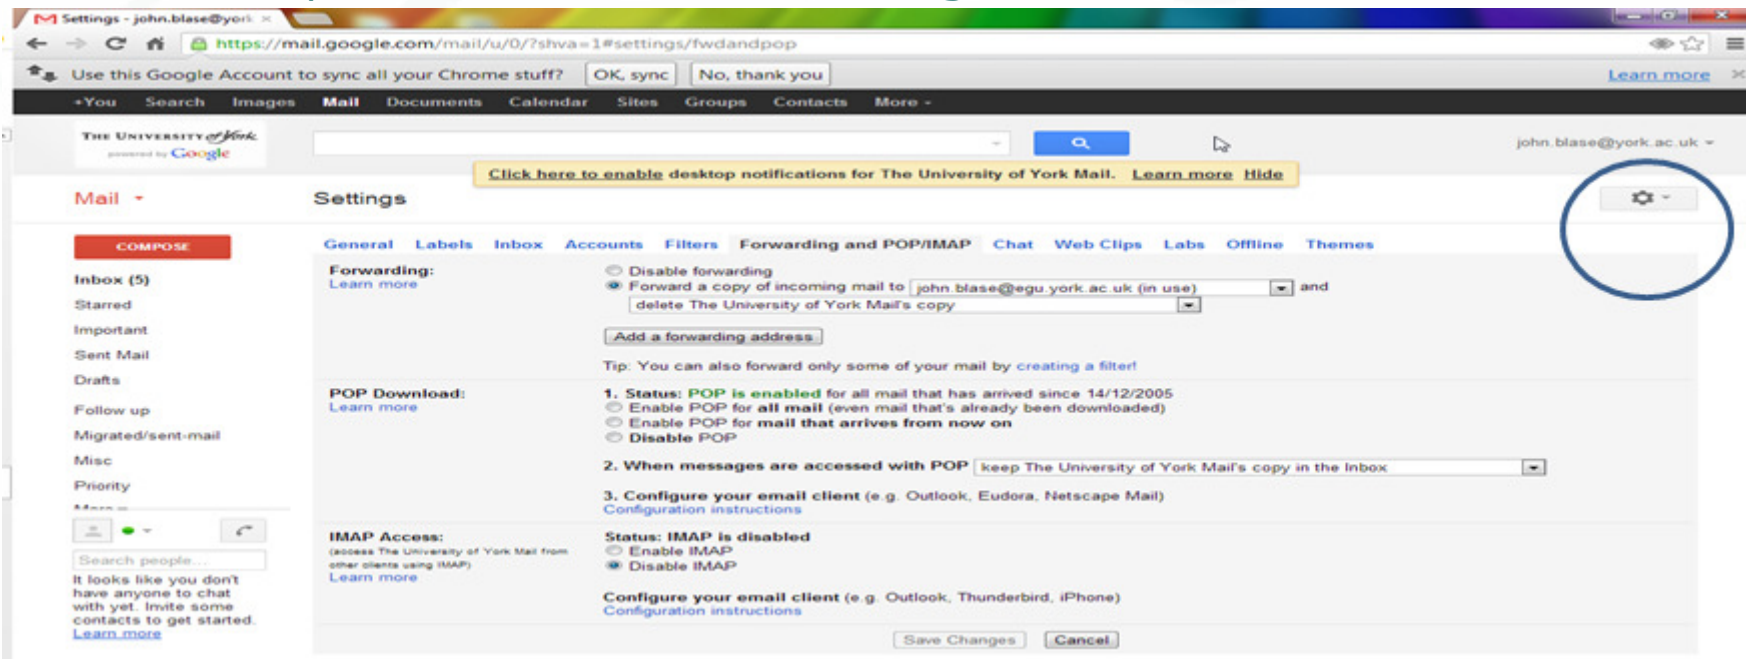 Settings - john.blase@york
https://mail.google.com/mail/u/0/?shva=1#settings/fwdandpop
Use this Google Account to sync all your Chrome stuff? OK, sync No, thank you Learn more
+You Search Images Mail Documents Calendar Sites Groups Contacts More
THE UNIVERSITY of York
powered by Google
john.blase@york.ac.uk
Click here to enable desktop notifications for The University of York Mail. Learn more Hide
Mail
Settings
COMPOSE
Inbox (5)
Starred
Important
Sent Mail
Drafts
Follow up
Migrated/sent-mail
Misc
Priority
More
Search people...
It looks like you don't
have anyone to chat
with yet. Invite some
contacts to get started.
Learn more
General Labels Inbox Accounts Filters Forwarding and POP/IMAP Chat Web Clips Labs Offline Themes
Forwarding:
Learn more
Disable forwarding
Forward a copy of incoming mail to john.blase@egu.york.ac.uk (in use) and
delete The University of York Mail's copy
Add a forwarding address
Tip: You can also forward only some of your mail by creating a filter!
POP Download:
Learn more
1. Status: POP is enabled for all mail that has arrived since 14/12/2005
Enable POP for all mail (even mail that's already been downloaded)
Enable POP for mail that arrives from now on
Disable POP
2. When messages are accessed with POP keep The University of York Mail's copy in the Inbox
3. Configure your email client (e.g. Outlook, Eudora, Netscape Mail)
Configuration instructions
IMAP Access:
(access The University of York Mail from
other clients using IMAP)
Learn more
Status: IMAP is disabled
Enable IMAP
Disable IMAP
Configure your email client (e.g. Outlook, Thunderbird, iPhone)
Configuration instructions
Save Changes Cancel